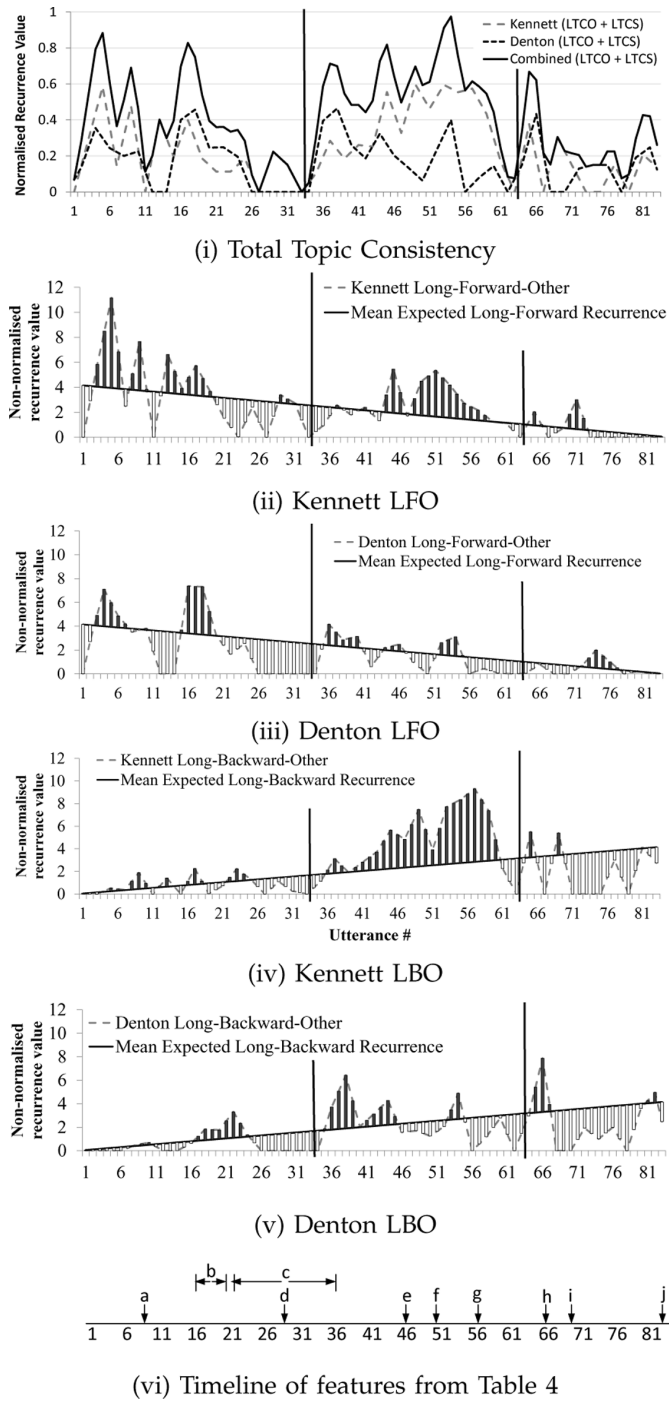 Normalised Recurrence Value
1
0.8
0.6
0.4
0.2
0
Kennett (LTCO + LTCS)
Denton (LTCO + LTCS)
Combined (LTCO + LTCS)
1 6 11 16 21 26 31 36 41 46 51 56 61 66 71 76 81
(i) Total Topic Consistency
Non-normalised
recurrence value
12
10
8
6
4
2
0
Kennett Long-Forward-Other
Mean Expected Long-Forward Recurrence
1 6 11 16 21 26 31 36 41 46 51 56 61 66 71 76 81
(ii) Kennett LFO
Non-normalised
recurrence value
12
10
8
6
4
2
0
Denton Long-Forward-Other
Mean Expected Long-Forward Recurrence
1 6 11 16 21 26 31 36 41 46 51 56 61 66 71 76 81
(iii) Denton LFO
Non-normalised
recurrence value
12
10
8
6
4
2
0
Kennett Long-Backward-Other
Mean Expected Long-Backward Recurrence
1 6 11 16 21 26 31 36 41 46 51 56 61 66 71 76 81
Utterance #
(iv) Kennett LBO
Non-normalised
recurrence value
12
10
8
6
4
2
0
Denton Long-Backward-Other
Mean Expected Long-Backward Recurrence
1 6 11 16 21 26 31 36 41 46 51 56 61 66 71 76 81
(v) Denton LBO
b c
a d e f g h i j
1 6 11 16 21 26 31 36 41 46 51 56 61 66 71 76 81
(vi) Timeline of features from Table 4